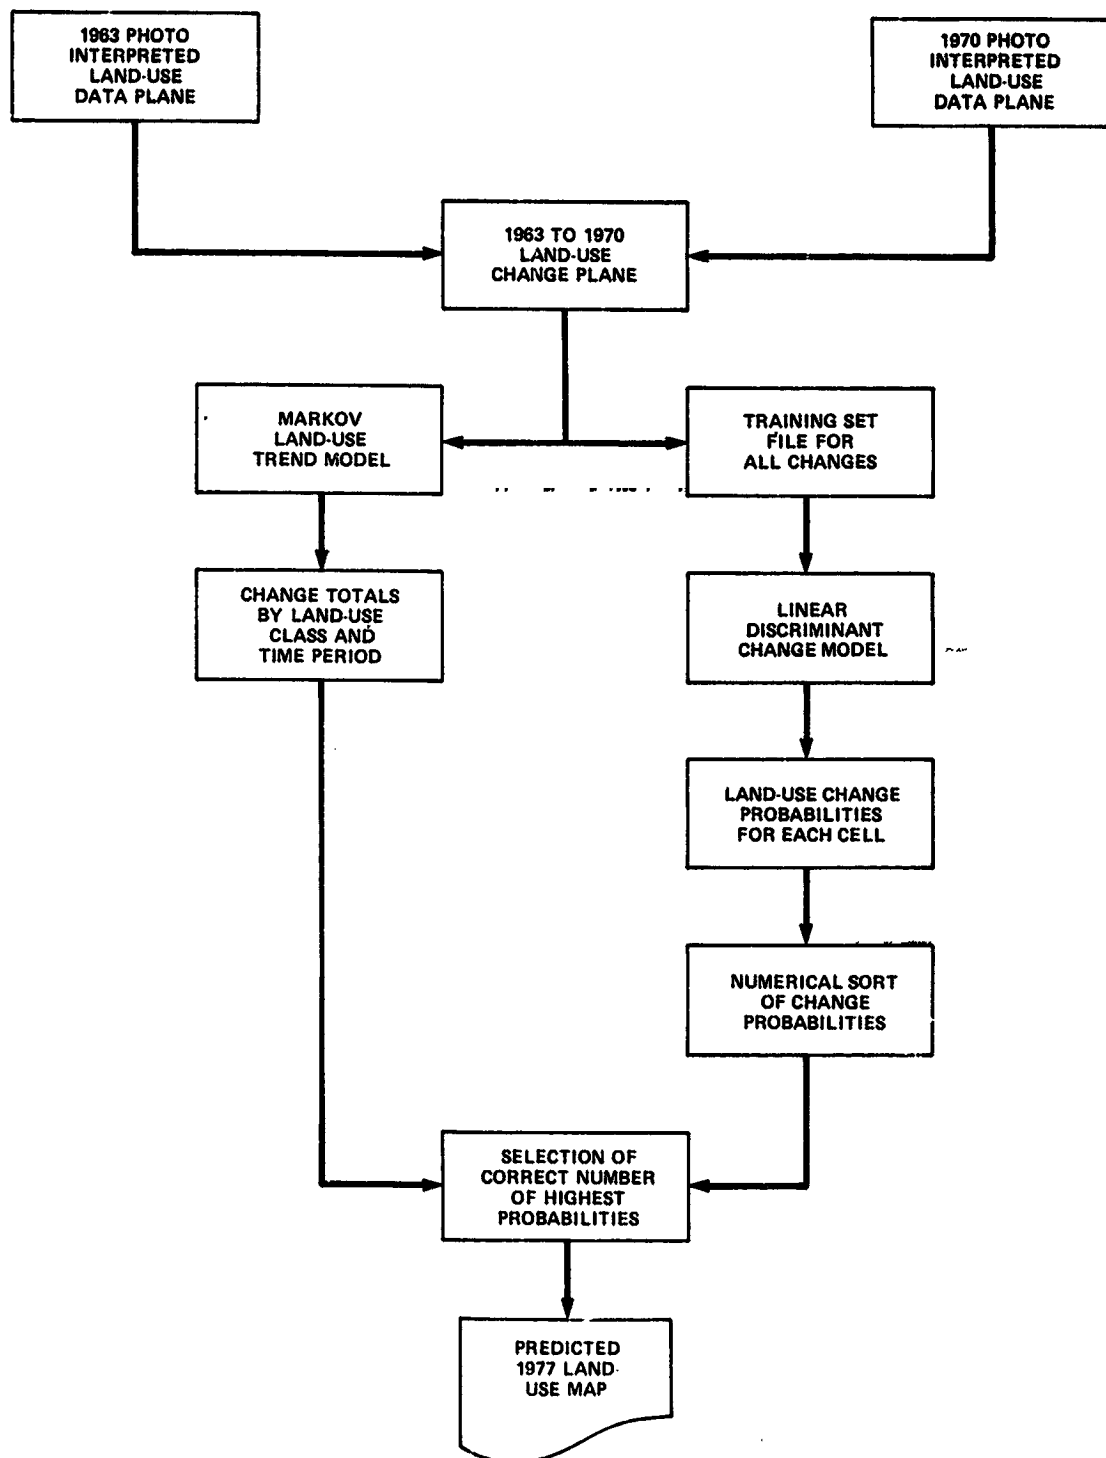 1963 PHOTO
INTERPRETED
LAND-USE
DATA PLANE
1970 PHOTO
INTERPRETED
LAND-USE
DATA PLANE
1963 TO 1970
LAND-USE
CHANGE PLANE
MARKOV
LAND-USE
TREND MODEL
TRAINING SET
FILE FOR
ALL CHANGES
CHANGE TOTALS
BY LAND-USE
CLASS AND
TIME PERIOD
LINEAR
DISCRIMINANT
CHANGE MODEL
LAND-USE CHANGE
PROBABILITIES
FOR EACH CELL
NUMERICAL SORT
OF CHANGE
PROBABILITIES
SELECTION OF
CORRECT NUMBER
OF HIGHEST
PROBABILITIES
PREDICTED
1977 LAND-
USE MAP